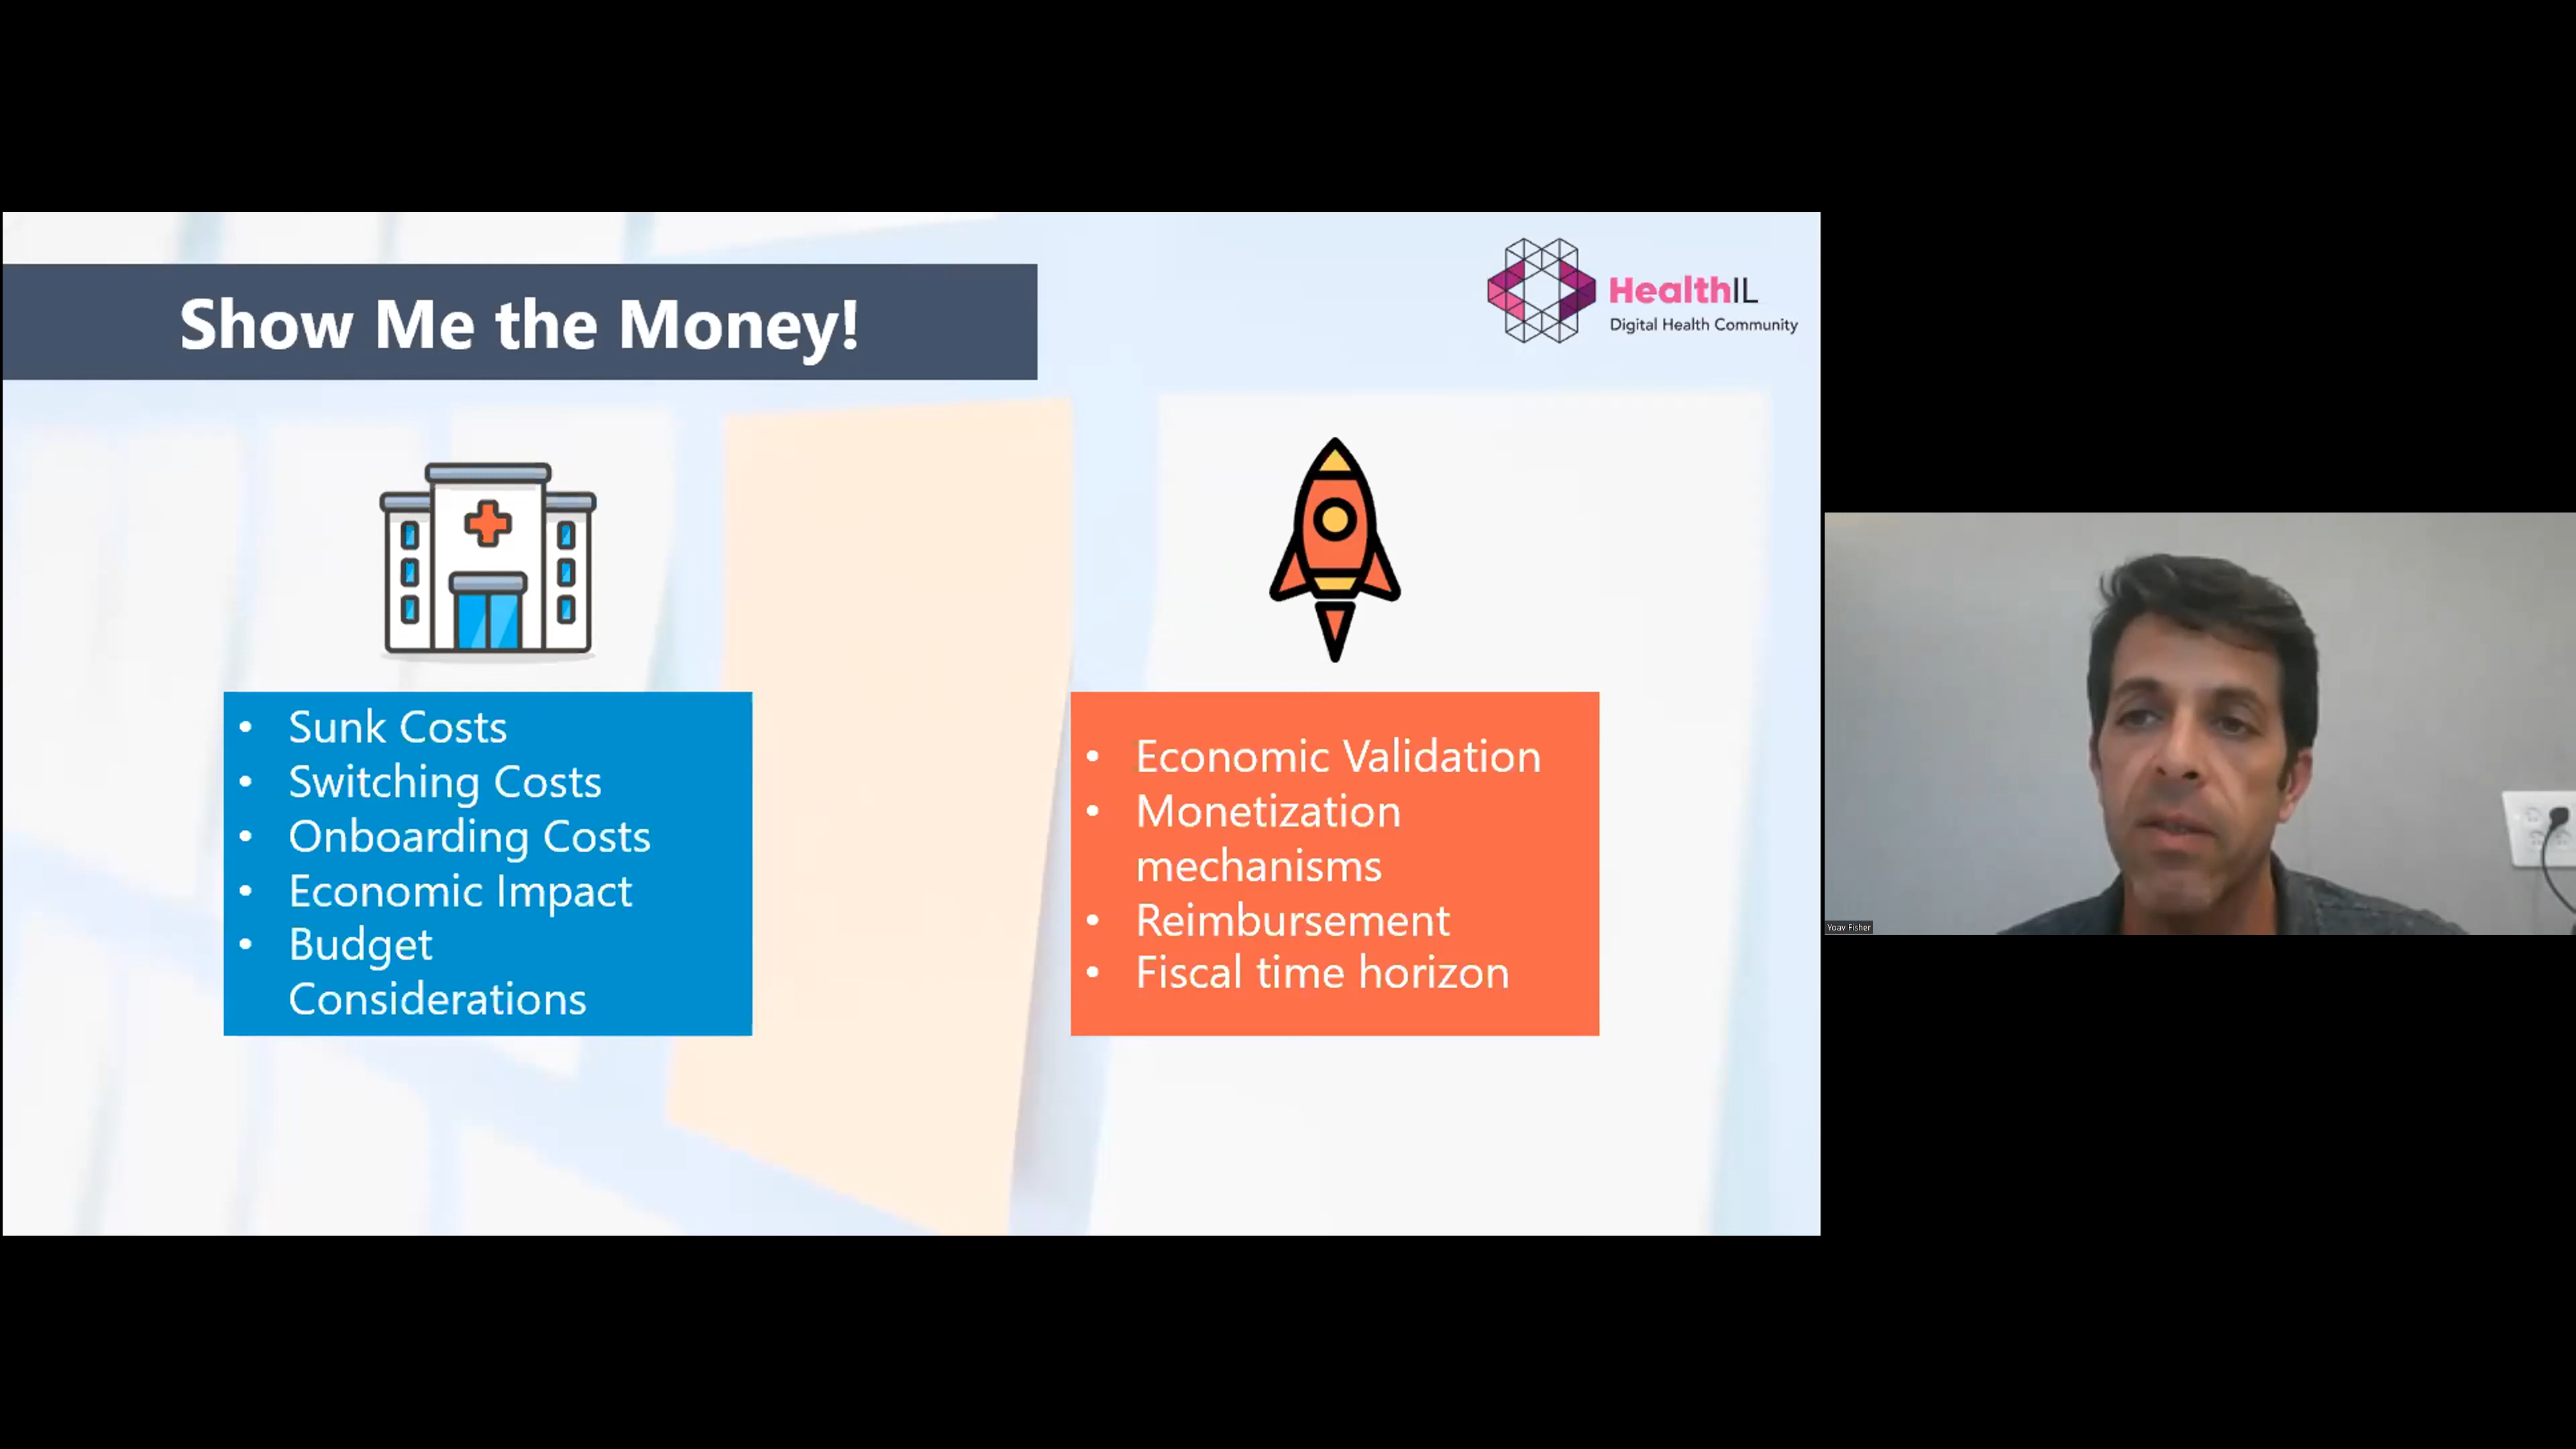 Show Me the Money!
HealthIL
Digital Health Community
• Sunk Costs
• Switching Costs
• Onboarding Costs
• Economic Impact
• Budget
Considerations
• Economic Validation
• Monetization
mechanisms
• Reimbursement
• Fiscal time horizon
Yoav Fisher